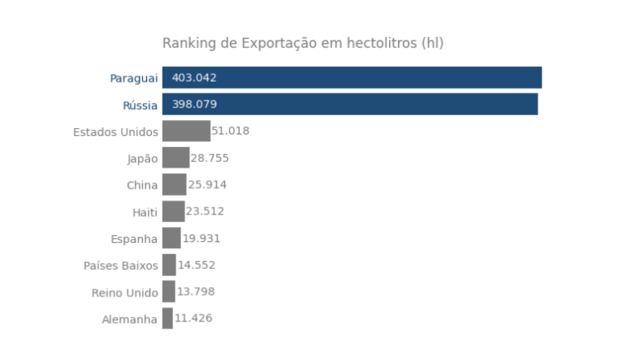 Ranking de Exportação em hectolitros (hl)
Paraguai 403.042
Rússia 398.079
Estados Unidos 51.018
Japão 28.755
China 25.914
Haiti 23.512
Espanha 19.931
Países Baixos 14.552
Reino Unido 13.798
Alemanha 11.426